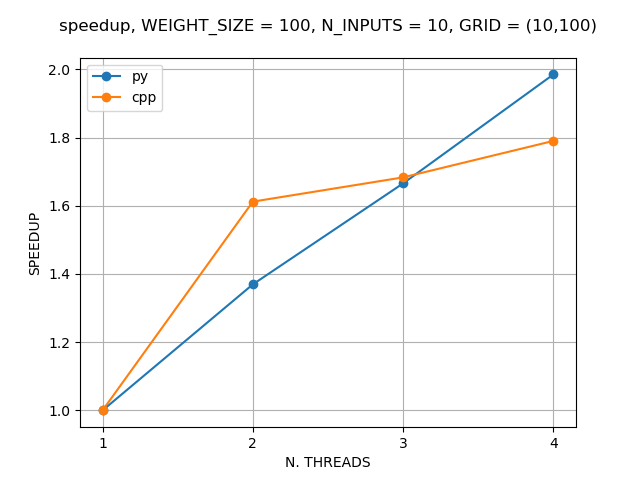 speedup, WEIGHT_SIZE = 100, N_INPUTS = 10, GRID = (10,100)
py
cpp
2.0
1.8
1.6
1.4
1.2
1.0
SPEEDUP
1 2 3 4
N. THREADS